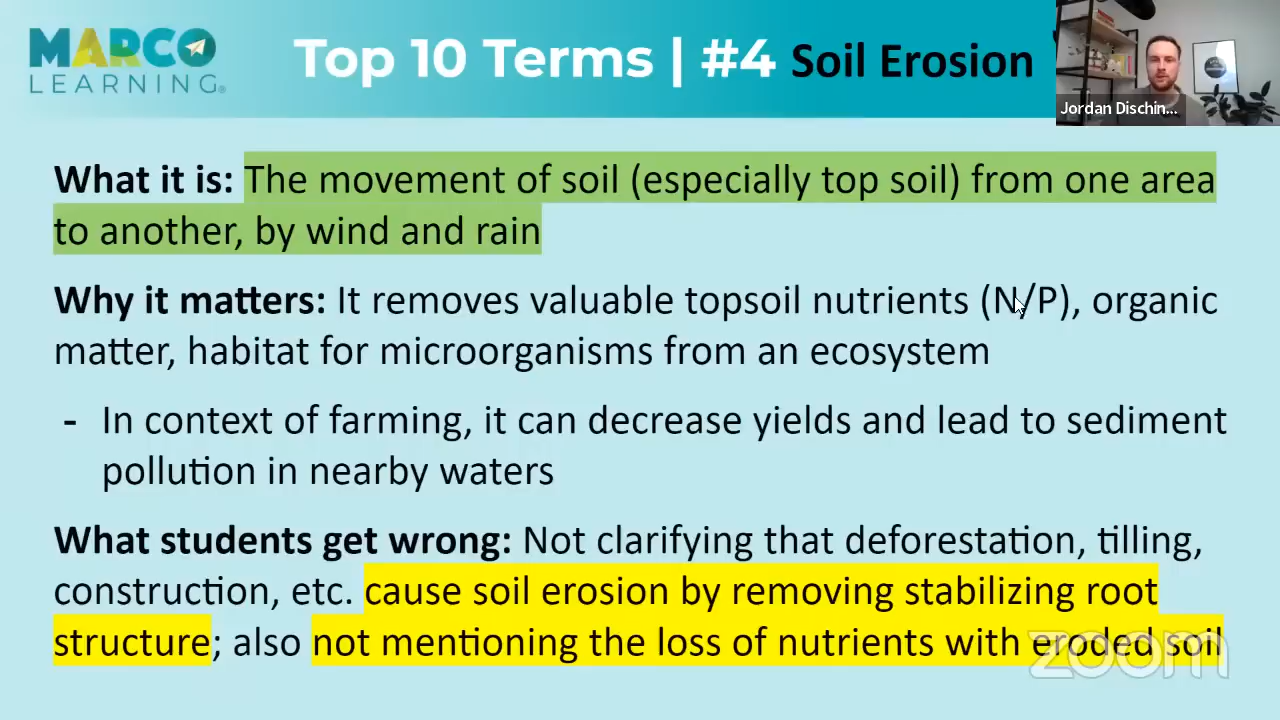 MARCO
LEARNING®
Top 10 Terms | #4 Soil Erosion
Jordan Dischin...
What it is: The movement of soil (especially top soil) from one area
to another, by wind and rain
Why it matters: It removes valuable topsoil nutrients (N/P), organic
matter, habitat for microorganisms from an ecosystem
- In context of farming, it can decrease yields and lead to sediment
pollution in nearby waters
What students get wrong: Not clarifying that deforestation, tilling,
construction, etc. cause soil erosion by removing stabilizing root
structure; also not mentioning the loss of nutrients with eroded soil
zoom